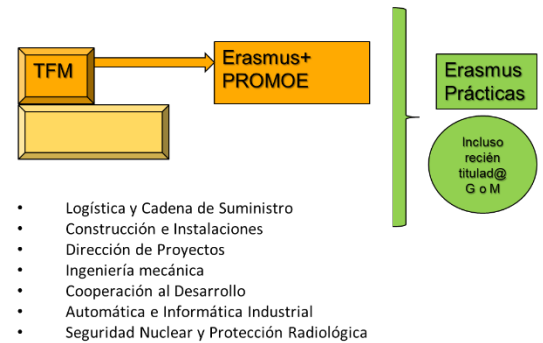 TFM
Erasmus+
PROMOE
Erasmus
Prácticas
Incluso
recién
titulad@
G o M
• Logística y Cadena de Suministro
• Construcción e Instalaciones
• Dirección de Proyectos
• Ingeniería mecánica
• Cooperación al Desarrollo
• Automática e Informática Industrial
• Seguridad Nuclear y Protección Radiológica